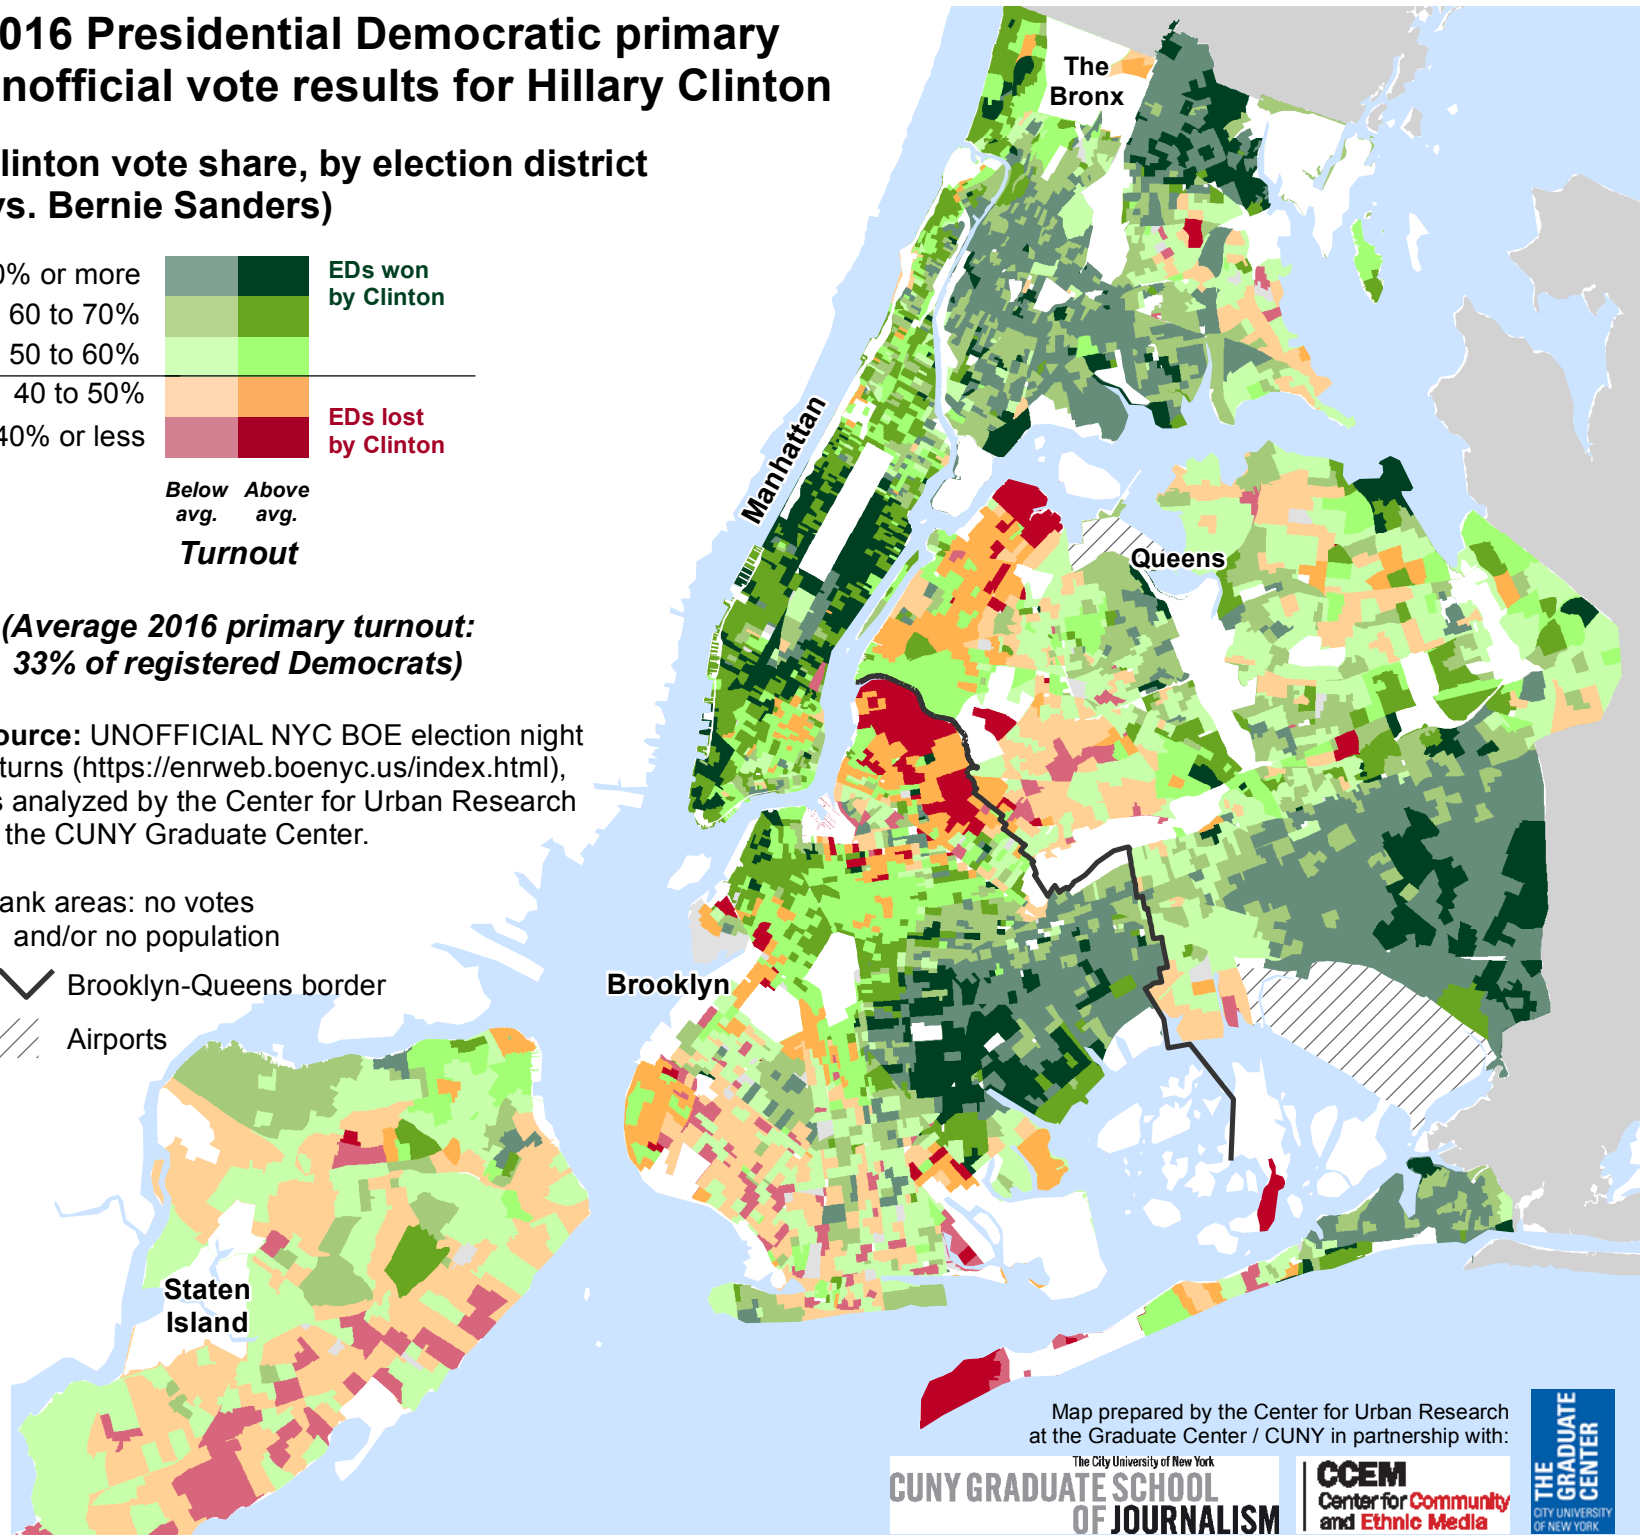 016 Presidential Democratic primary
nofficial vote results for Hillary Clinton
linton vote share, by election district
vs. Bernie Sanders)
0% or more
60 to 70%
50 to 60%
40 to 50%
40% or less
EDs won
by Clinton
EDs lost
by Clinton
Below avg.
Above avg.
Turnout
(Average 2016 primary turnout:
33% of registered Democrats)
ource: UNOFFICIAL NYC BOE election night
turns (https://enrweb.boenyc.us/index.html),
s analyzed by the Center for Urban Research
the CUNY Graduate Center.
ank areas: no votes
and/or no population
Brooklyn-Queens border
Airports
The
Bronx
Manhattan
Queens
Brooklyn
Staten
Island
Map prepared by the Center for Urban Research
at the Graduate Center / CUNY in partnership with:
The City University of New York
CUNY GRADUATE SCHOOL
OF JOURNALISM
CCEM
Center for Community
and Ethnic Media
THE
GRADUATE
CENTER
CITY UNIVERSITY
OF NEW YORK